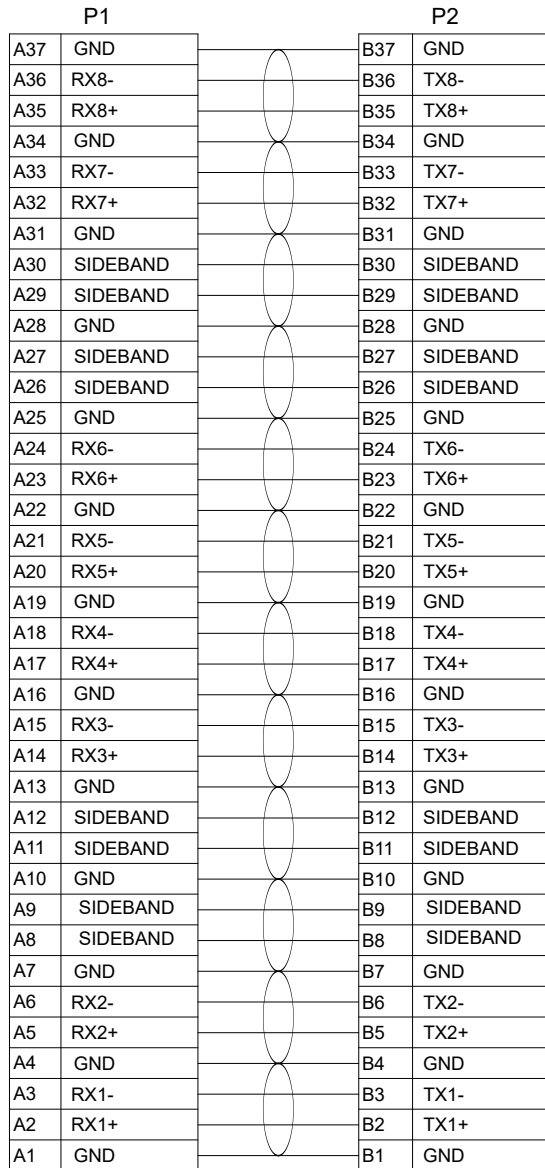 P1 P2
A37 GND B37 GND
A36 RX8- B36 TX8-
A35 RX8+ B35 TX8+
A34 GND B34 GND
A33 RX7- B33 TX7-
A32 RX7+ B32 TX7+
A31 GND B31 GND
A30 SIDEBAND B30 SIDEBAND
A29 SIDEBAND B29 SIDEBAND
A28 GND B28 GND
A27 SIDEBAND B27 SIDEBAND
A26 SIDEBAND B26 SIDEBAND
A25 GND B25 GND
A24 RX6- B24 TX6-
A23 RX6+ B23 TX6+
A22 GND B22 GND
A21 RX5- B21 TX5-
A20 RX5+ B20 TX5+
A19 GND B19 GND
A18 RX4- B18 TX4-
A17 RX4+ B17 TX4+
A16 GND B16 GND
A15 RX3- B15 TX3-
A14 RX3+ B14 TX3+
A13 GND B13 GND
A12 SIDEBAND B12 SIDEBAND
A11 SIDEBAND B11 SIDEBAND
A10 GND B10 GND
A9 SIDEBAND B9 SIDEBAND
A8 SIDEBAND B8 SIDEBAND
A7 GND B7 GND
A6 RX2- B6 TX2-
A5 RX2+ B5 TX2+
A4 GND B4 GND
A3 RX1- B3 TX1-
A2 RX1+ B2 TX1+
A1 GND B1 GND